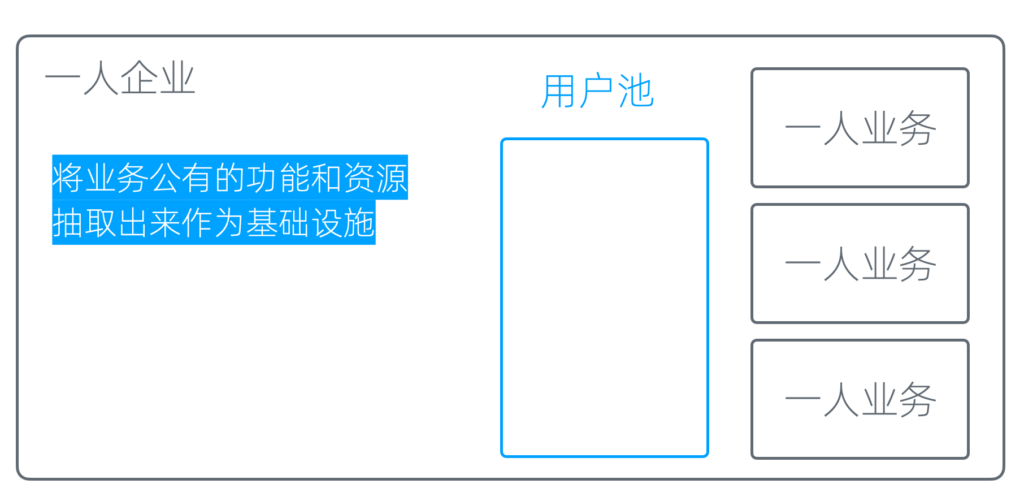 一人企业
将业务公有的功能和资源
抽取出来作为基础设施
用户池
一人业务
一人业务
一人业务